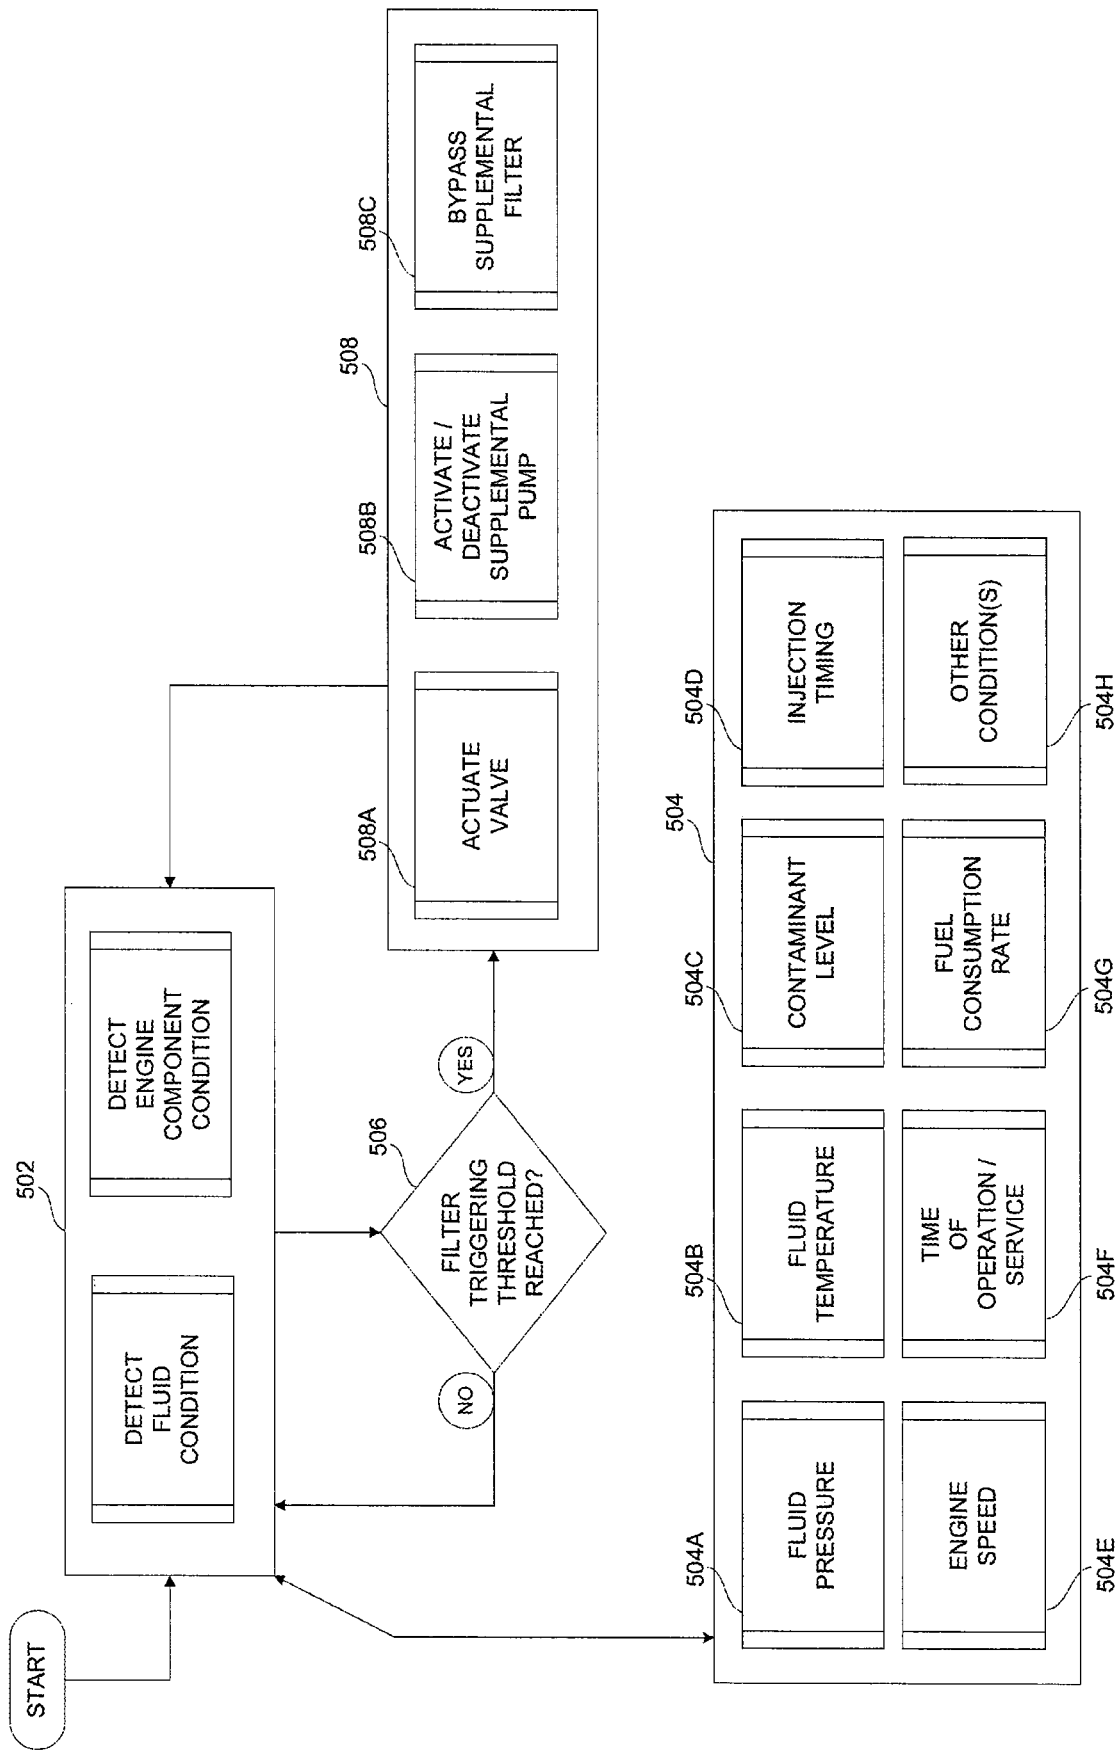 START
502
DETECT
FLUID
CONDITION
DETECT
ENGINE
COMPONENT
CONDITION
506
FILTER
TRIGGERING
THRESHOLD
REACHED?
NO
YES
508
508A
ACTUATE
VALVE
508B
ACTIVATE /
DEACTIVATE
SUPPLEMENTAL
PUMP
508C
BYPASS
SUPPLEMENTAL
FILTER
504
504A
FLUID
PRESSURE
504B
FLUID
TEMPERATURE
504C
CONTAMINANT
LEVEL
504D
INJECTION
TIMING
ENGINE
SPEED
504E
TIME
OF
OPERATION /
SERVICE
504F
FUEL
CONSUMPTION
RATE
504G
OTHER
CONDITION(S)
504H